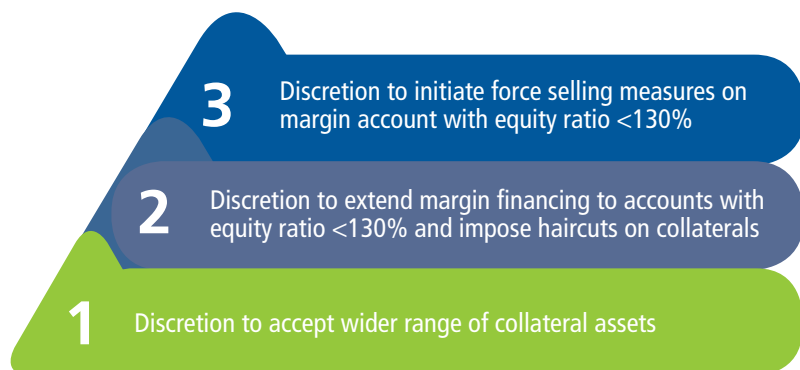 3
Discretion to initiate force selling measures on
margin account with equity ratio <130%
2
Discretion to extend margin financing to accounts with
equity ratio <130% and impose haircuts on collaterals
1
Discretion to accept wider range of collateral assets